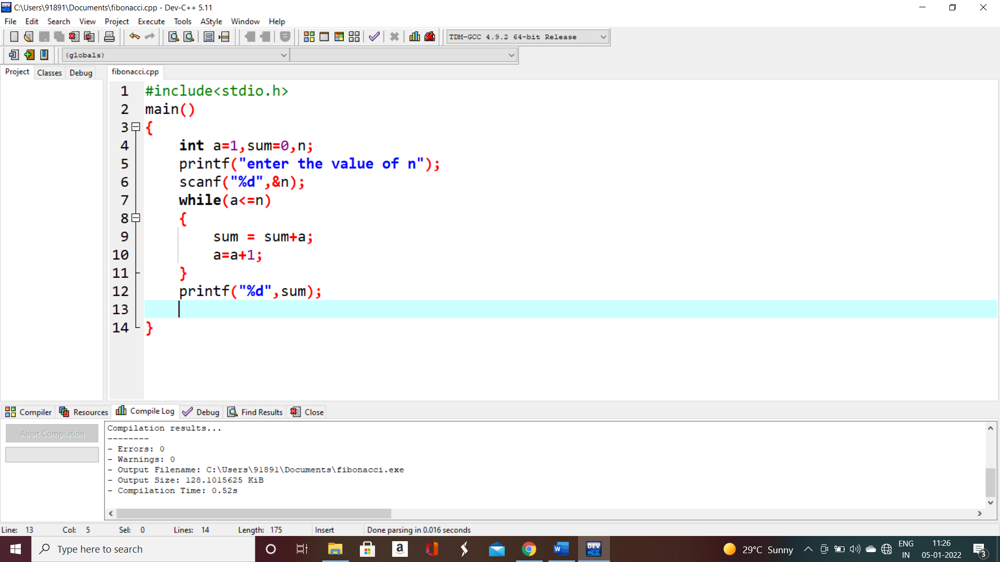 C:\Users\91891\Documents\fibonacci.cpp - Dev-C++ 5.11
File Edit Search View Project Execute Tools AStyle Window Help
TDM-GCC 4.9.2 64-bit Release
(globals)
Project Classes Debug
fibonacci.cpp
1 #include<stdio.h>
2 main()
3 {
4 int a=1,sum=0,n;
5 printf("enter the value of n");
6 scanf("%d",&n);
7 while(a<=n)
8 {
9 sum = sum+a;
10 a=a+1;
11 }
12 printf("%d",sum);
13
14 }
Compiler Resources Compile Log Debug Find Results Close
Abort Compilation
Compilation results...
--------
- Errors: 0
- Warnings: 0
- Output Filename: C:\Users\91891\Documents\fibonacci.exe
- Output Size: 128.1015625 KiB
- Compilation Time: 0.52s
Line: 13 Col: 5 Sel: 0 Lines: 14 Length: 175 Insert Done parsing in 0.016 seconds
Type here to search
a
W
DEV
C++
29°C Sunny
ENG
IN
11:26
05-01-2022
3